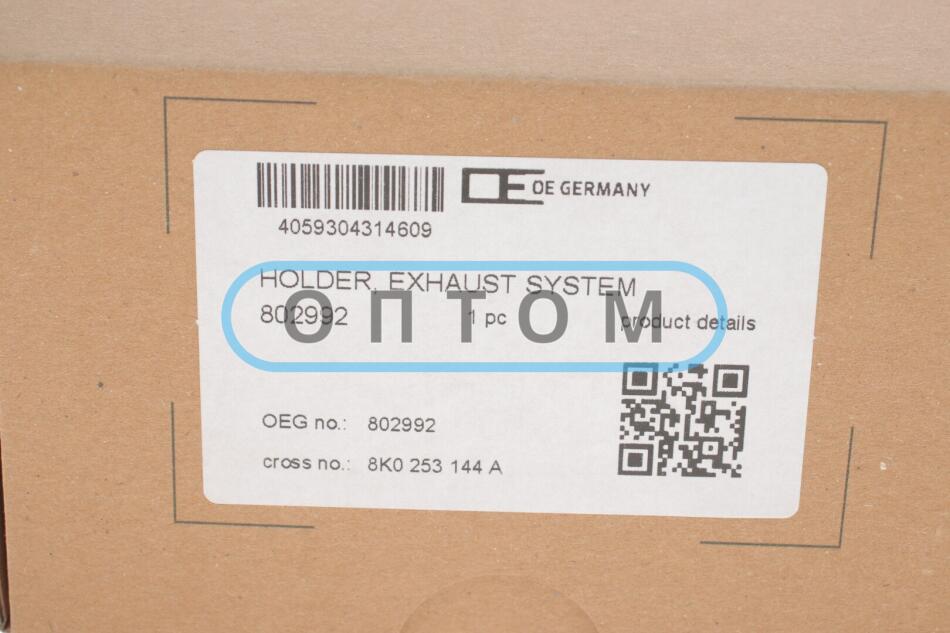 OE GERMANY
4059304314609
HOLDER, EXHAUST SYSTEM
802992 1 pc product details
ОПТОМ
OEG no.: 802992
cross no.: 8K0 253 144 A